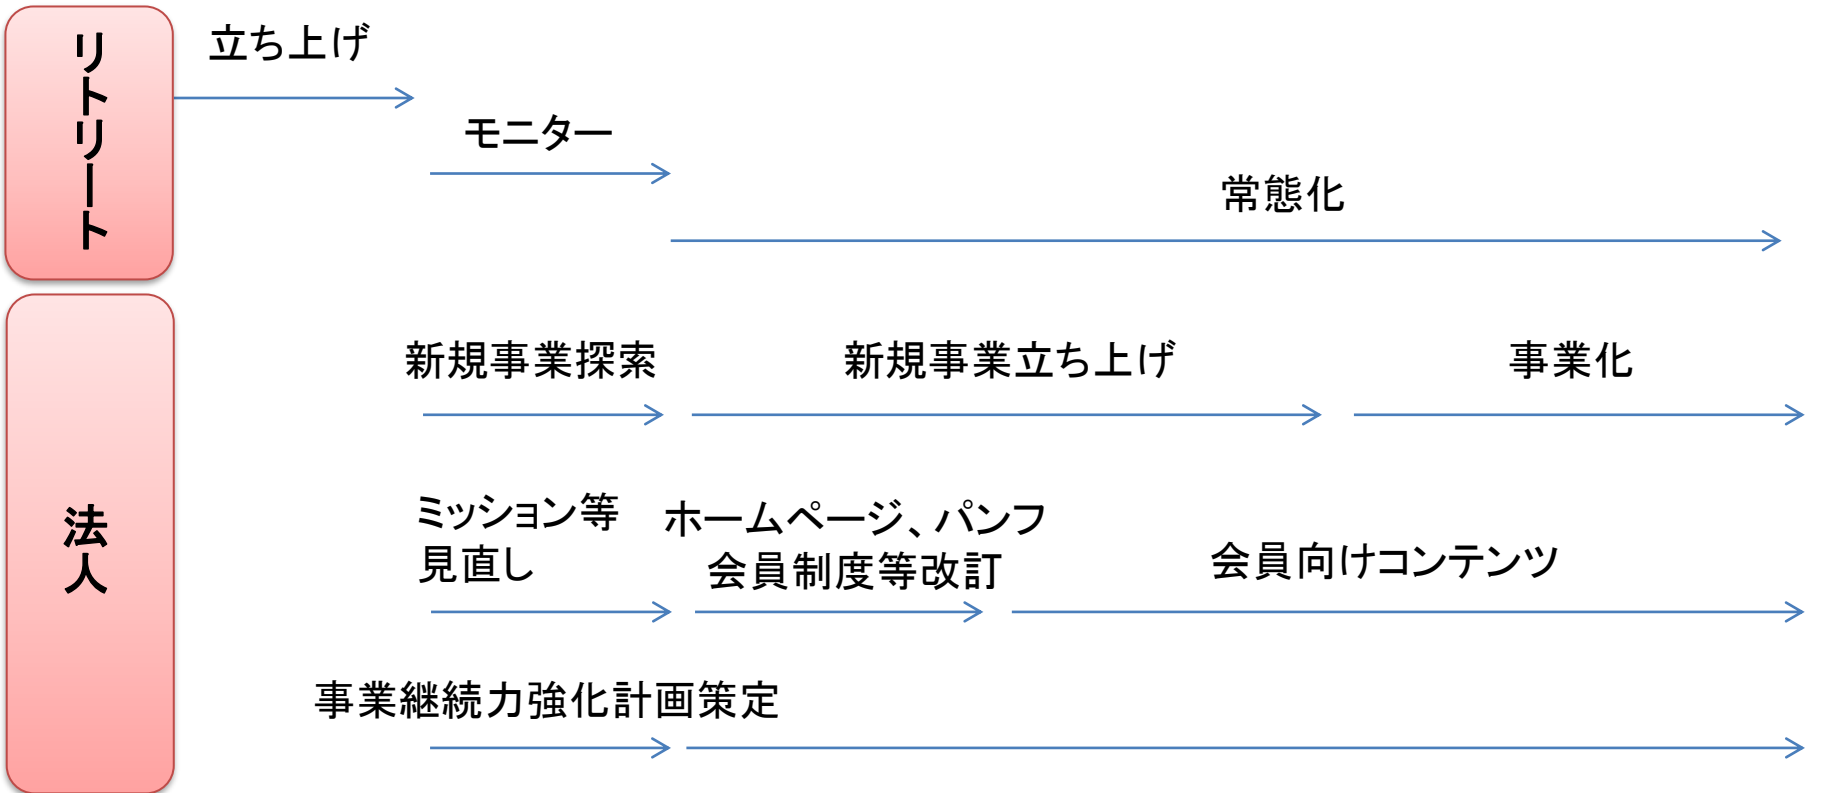 リトリート
立ち上げ
モニター
常態化
法人
新規事業探索
新規事業立ち上げ
事業化
ミッション等
見直し
ホームページ、パンフ
会員制度等改訂
会員向けコンテンツ
事業継続力強化計画策定